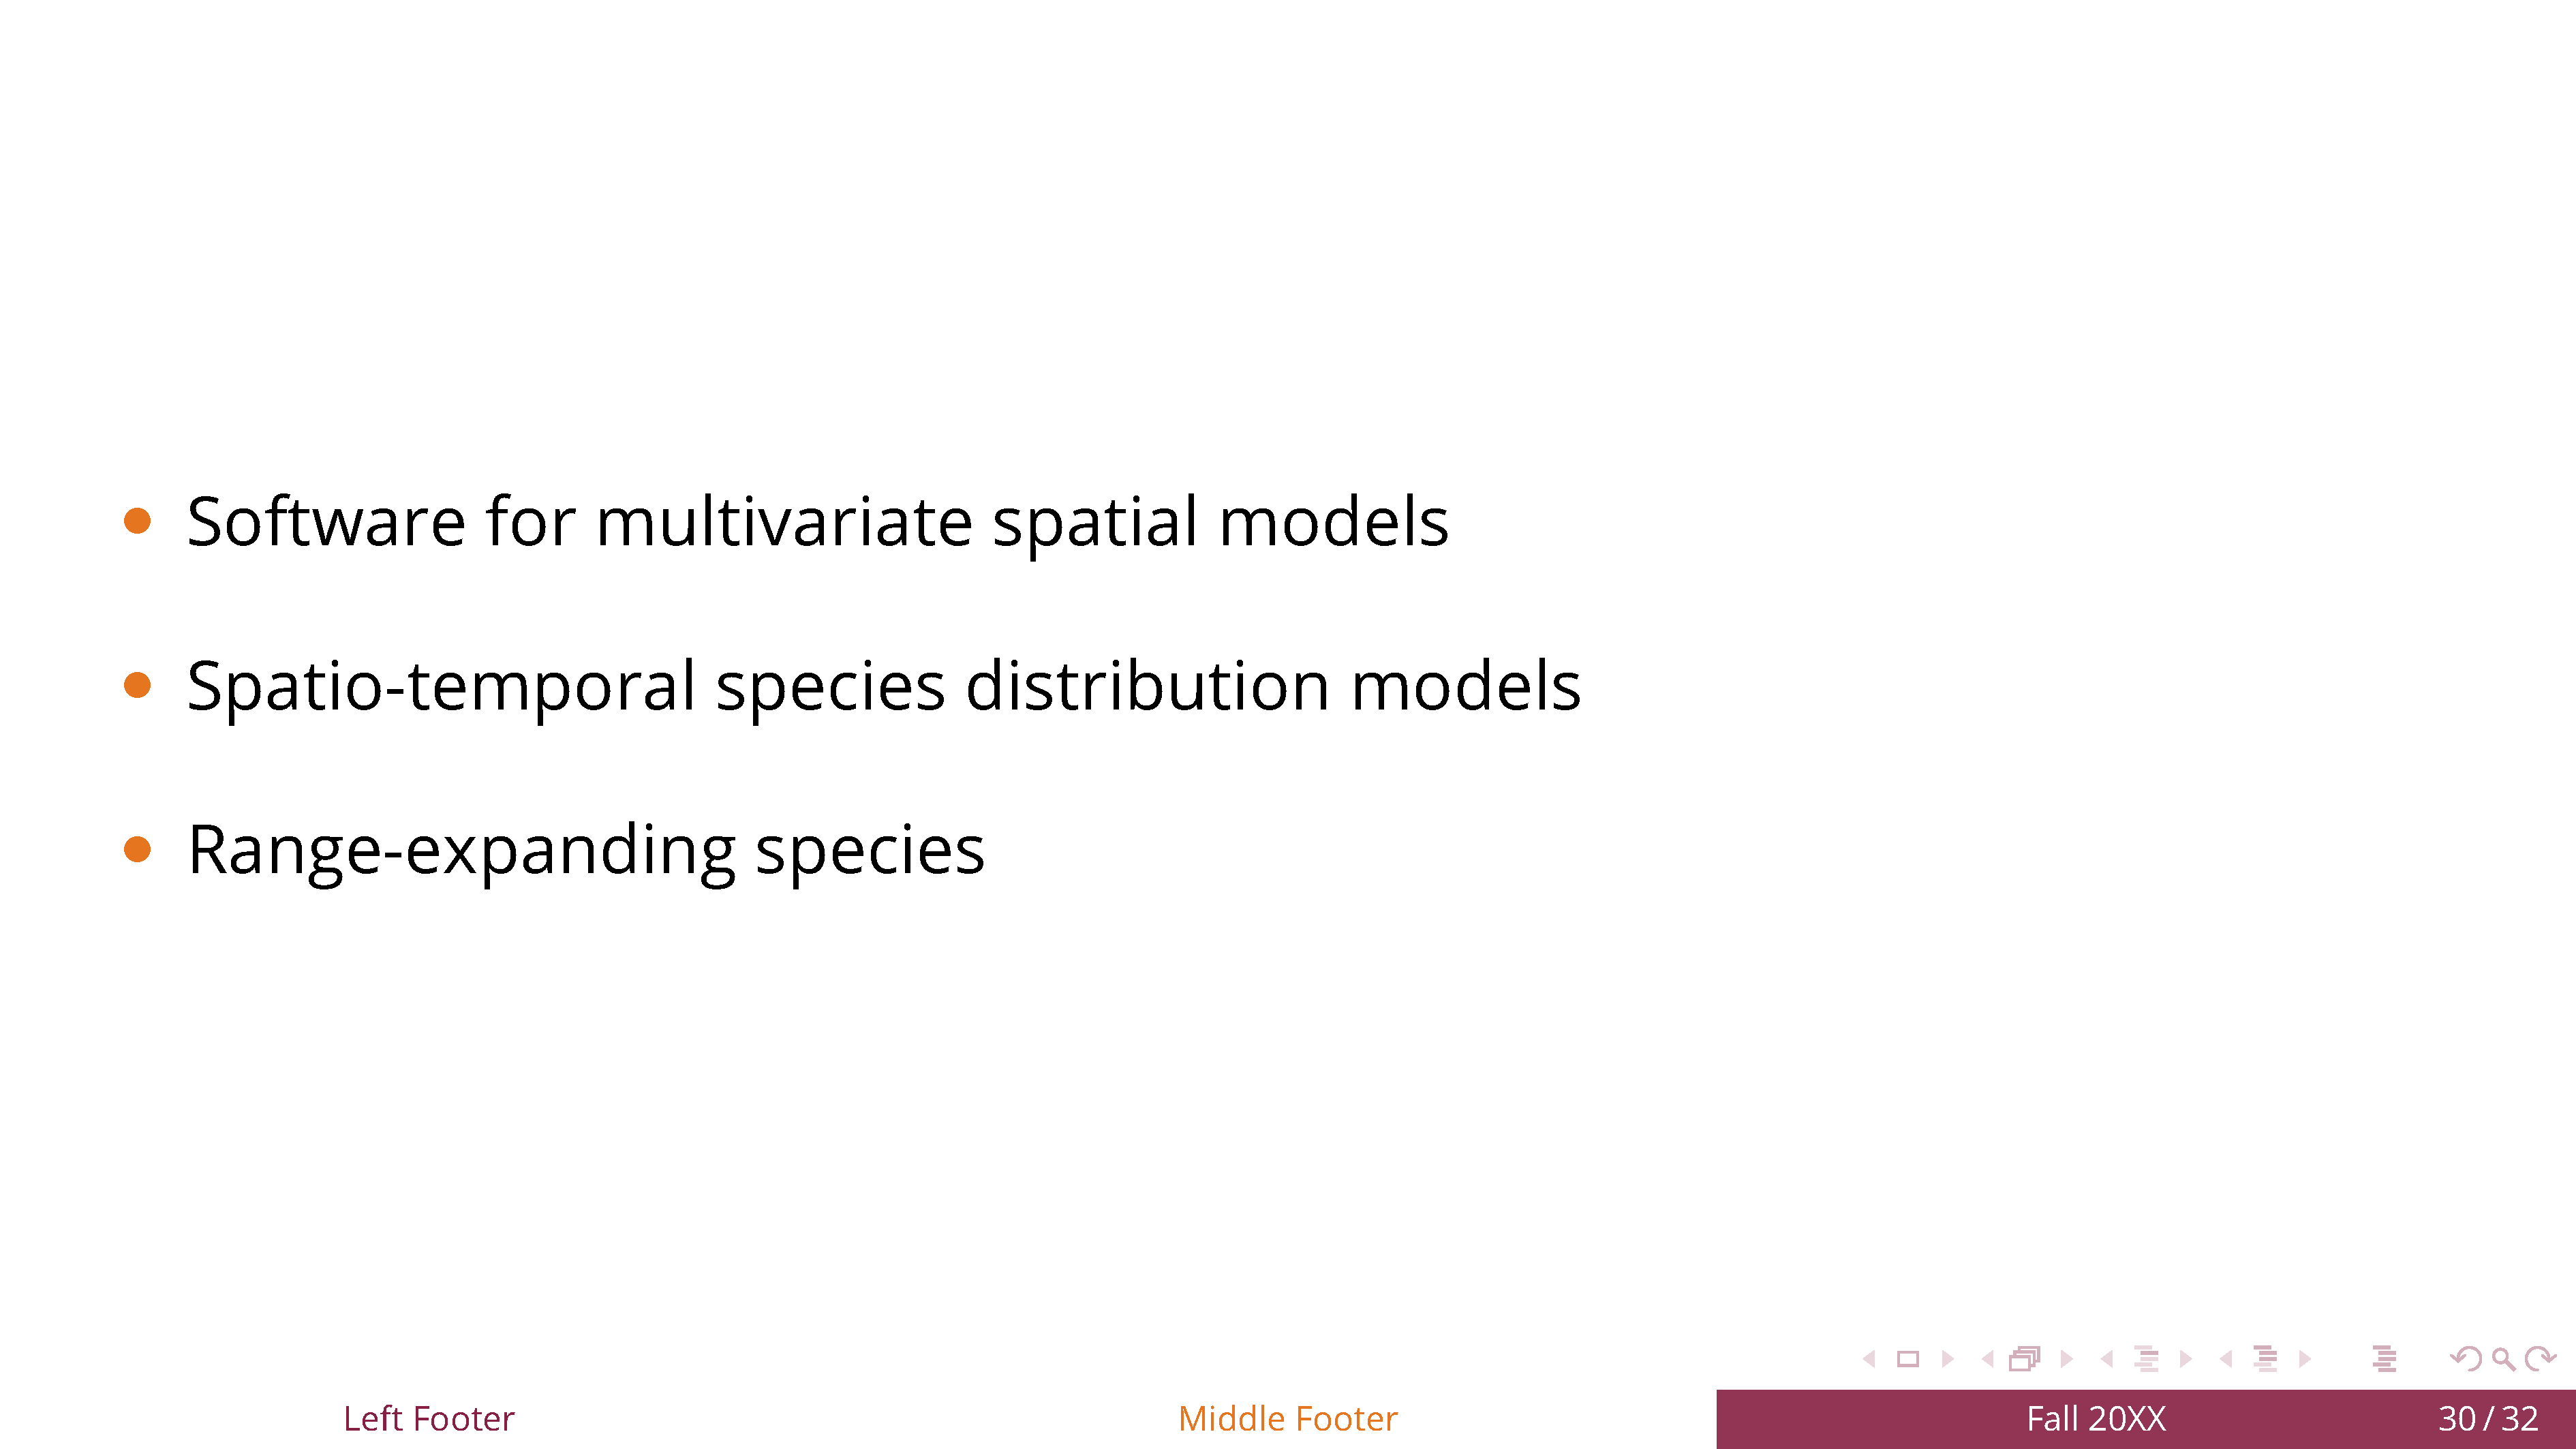 • Software for multivariate spatial models
• Spatio-temporal species distribution models
• Range-expanding species
Left Footer Middle Footer Fall 20XX 30 / 32